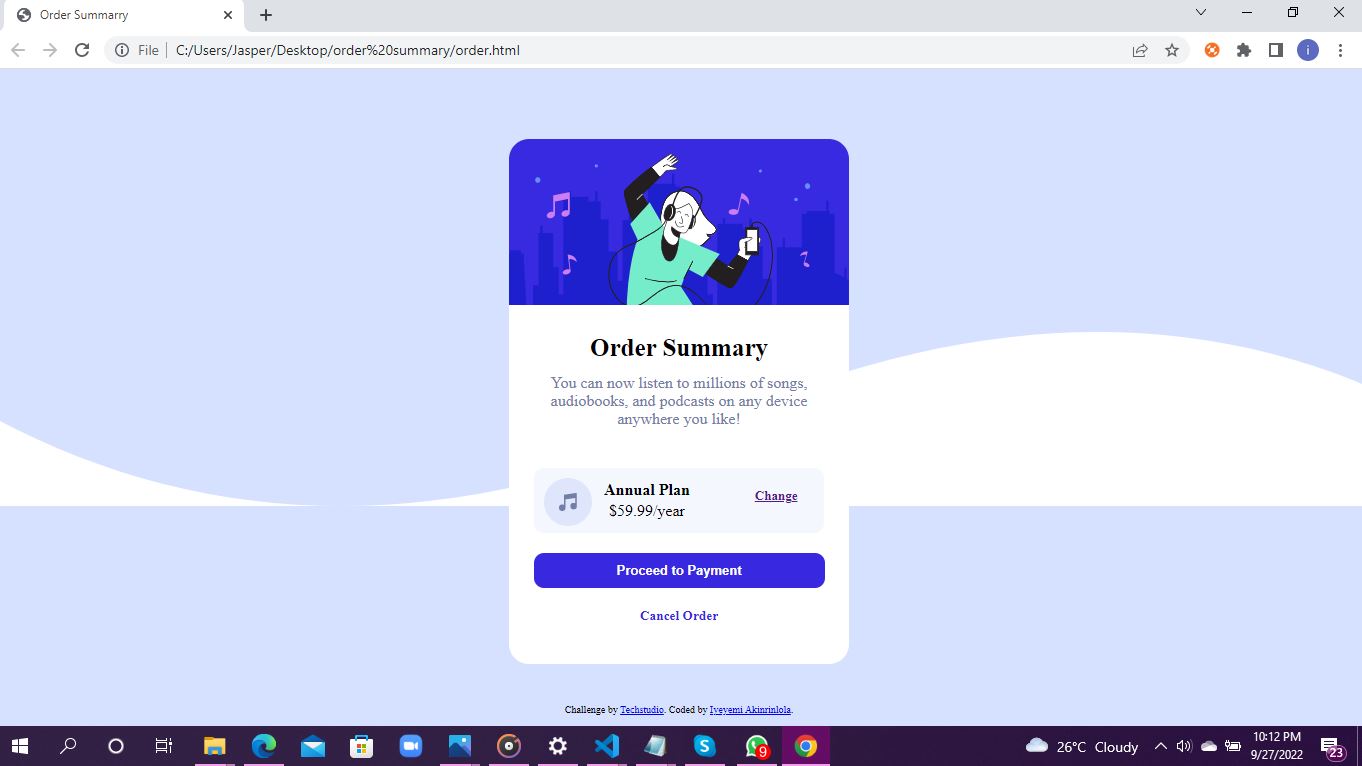 Order Summarry
File
C:/Users/Jasper/Desktop/order%20summary/order.html
i
Order Summary
You can now listen to millions of songs,
audiobooks, and podcasts on any device
anywhere you like!
Annual Plan
$59.99/year
Change
Proceed to Payment
Cancel Order
Challenge by Techstudio. Coded by Iyeyemi Akinrinlola.
9
26°C Cloudy
10:12 PM
9/27/2022
23